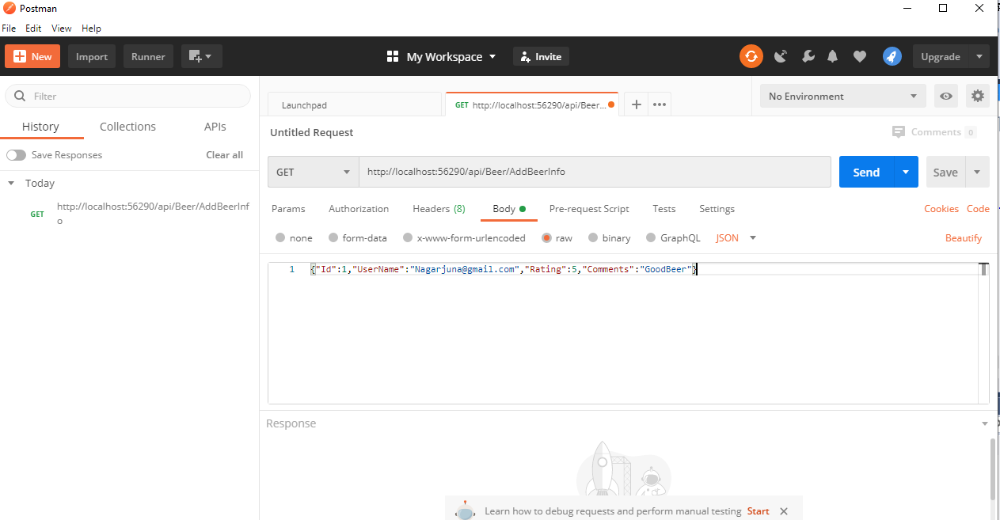 Postman
File Edit View Help
New Import Runner My Workspace Invite Upgrade
Filter
History Collections APIs
Save Responses Clear all
Today
GET http://localhost:56290/api/Beer/AddBeerInf
o
Launchpad GET http://localhost:56290/api/Beer... + ••• No Environment
Untitled Request Comments 0
GET http://localhost:56290/api/Beer/AddBeerInfo Send Save
Params Authorization Headers (8) Body Pre-request Script Tests Settings Cookies Code
none form-data x-www-form-urlencoded raw binary GraphQL JSON Beautify
1 {"Id":1,"UserName":"Nagarjuna@gmail.com","Rating":5,"Comments":"GoodBeer"}
Response
Learn how to debug requests and perform manual testing Start